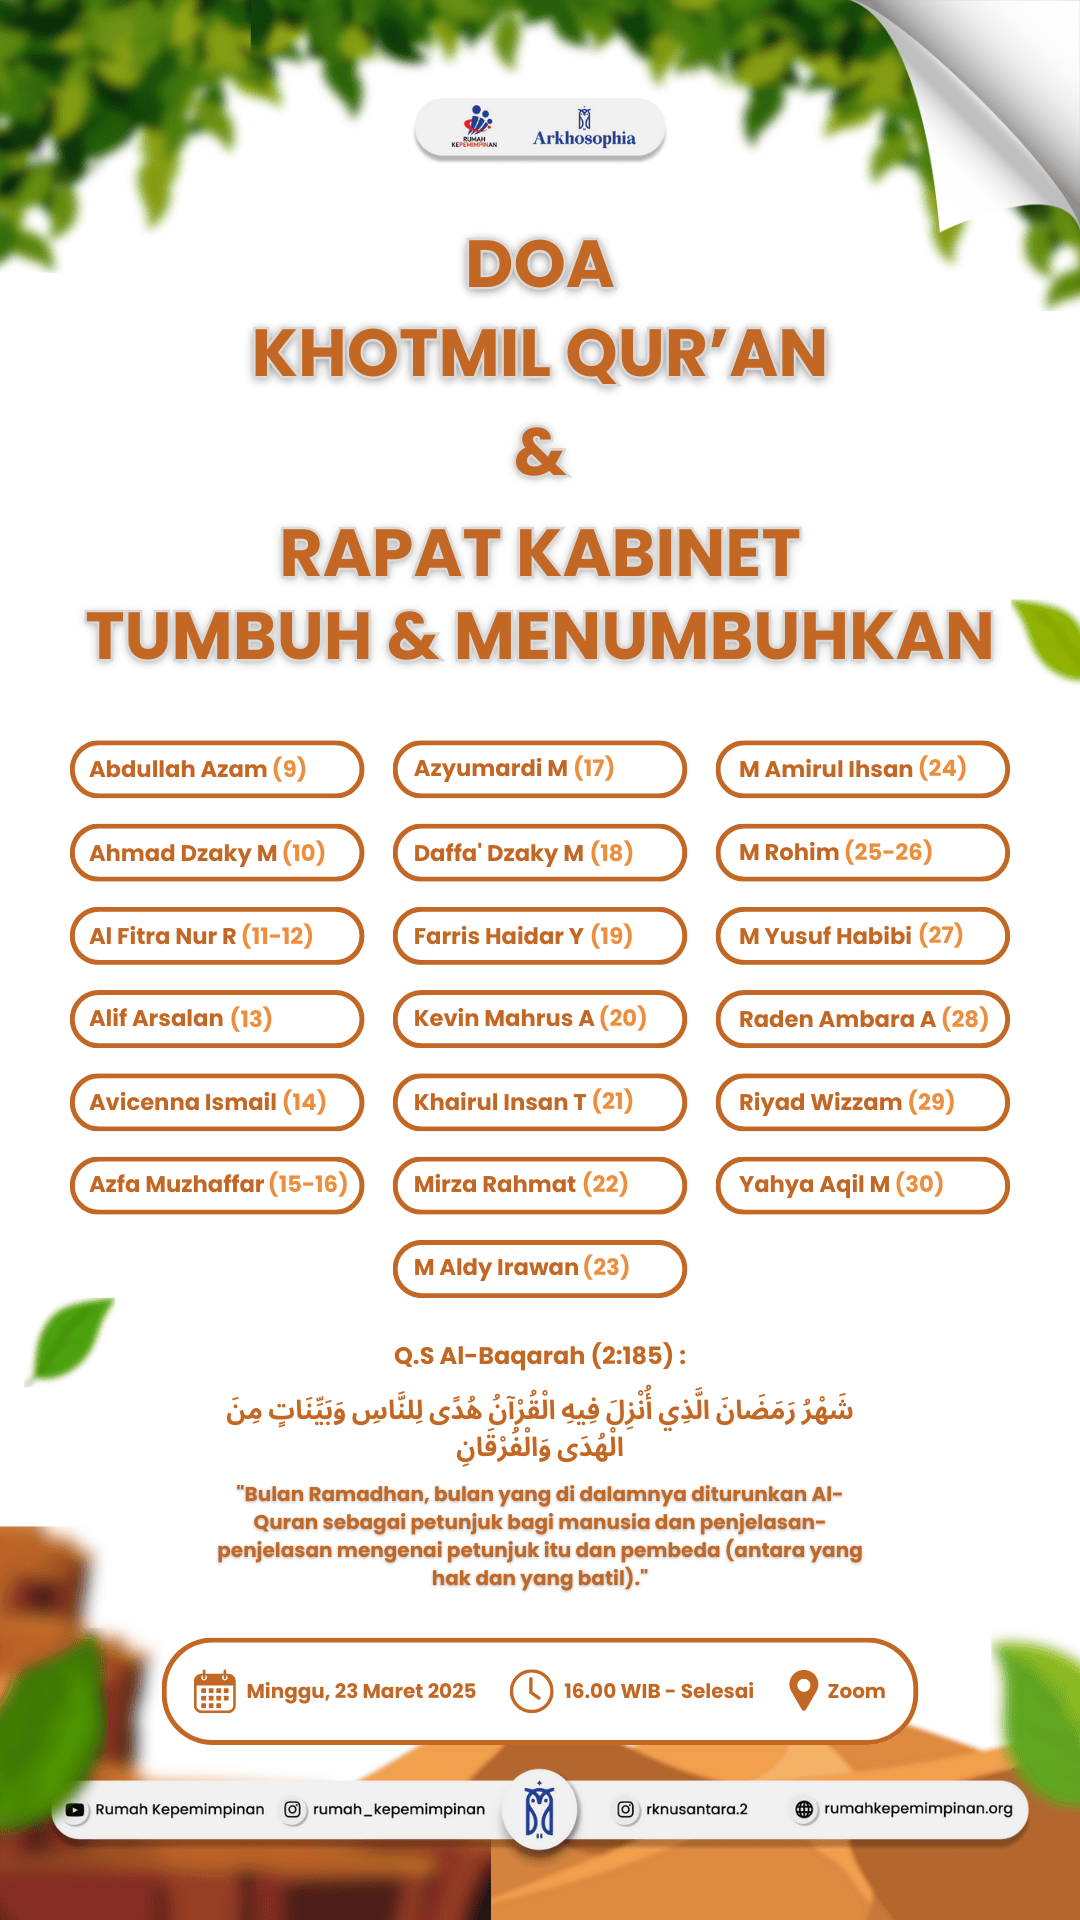 RUMAH
KEPEMIMPINAN
Arkhosophia
DOA
KHOTMIL QUR’AN
&
RAPAT KABINET
TUMBUH & MENUMBUHKAN
Abdullah Azam (9)
Ahmad Dzaky M (10)
Al Fitra Nur R (11-12)
Alif Arsalan (13)
Avicenna Ismail (14)
Azfa Muzhaffar (15-16)
Azyumardi M (17)
Daffa' Dzaky M (18)
Farris Haidar Y (19)
Kevin Mahrus A (20)
Khairul Insan T (21)
Mirza Rahmat (22)
M Aldy Irawan (23)
M Amirul Ihsan (24)
M Rohim (25-26)
M Yusuf Habibi (27)
Raden Ambara A (28)
Riyad Wizzam (29)
Yahya Aqil M (30)
Q.S Al-Baqarah (2:185) :
شَهْرُ رَمَضَانَ الَّذِي أُنْزِلَ فِيهِ الْقُرْآنُ هُدًى لِلنَّاسِ وَبَيِّنَاتٍ مِنَ
الْهُدَى وَالْفُرْقَانِ
"Bulan Ramadhan, bulan yang di dalamnya diturunkan Al-
Quran sebagai petunjuk bagi manusia dan penjelasan-
penjelasan mengenai petunjuk itu dan pembeda (antara yang
hak dan yang batil)."
Minggu, 23 Maret 2025
16.00 WIB - Selesai
Zoom
Rumah Kepemimpinan
rumah_kepemimpinan
rknusantara.2
rumahkepemimpinan.org